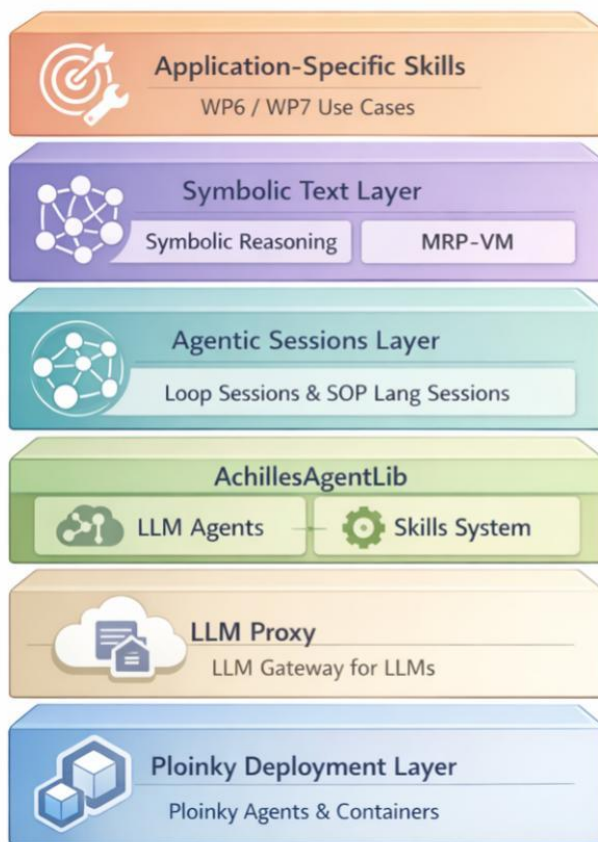 Application-Specific Skills
WP6 / WP7 Use Cases
Symbolic Text Layer
Symbolic Reasoning
MRP-VM
Agentic Sessions Layer
Loop Sessions & SOP Lang Sessions
AchillesAgentLib
LLM Agents
Skills System
LLM Proxy
LLM Gateway for LLMs
Ploinky Deployment Layer
Ploinky Agents & Containers